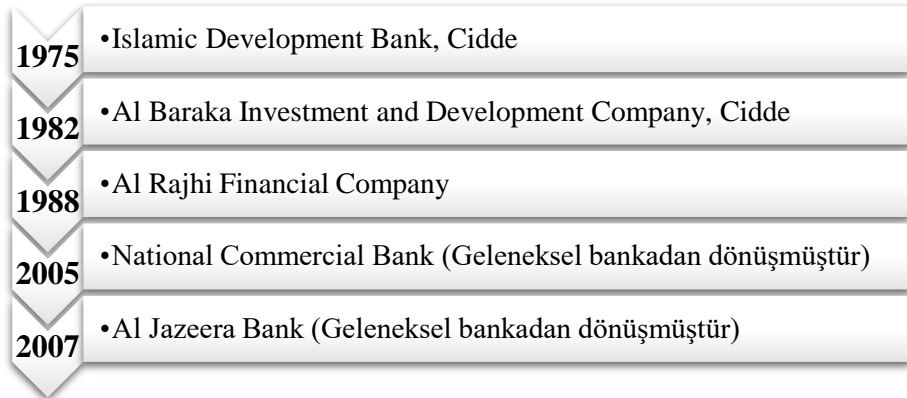 1975
•Islamic Development Bank, Cidde
1982
•Al Baraka Investment and Development Company, Cidde
1988
•Al Rajhi Financial Company
2005
•National Commercial Bank (Geleneksel bankadan dönüşmüştür)
2007
•Al Jazeera Bank (Geleneksel bankadan dönüşmüştür)